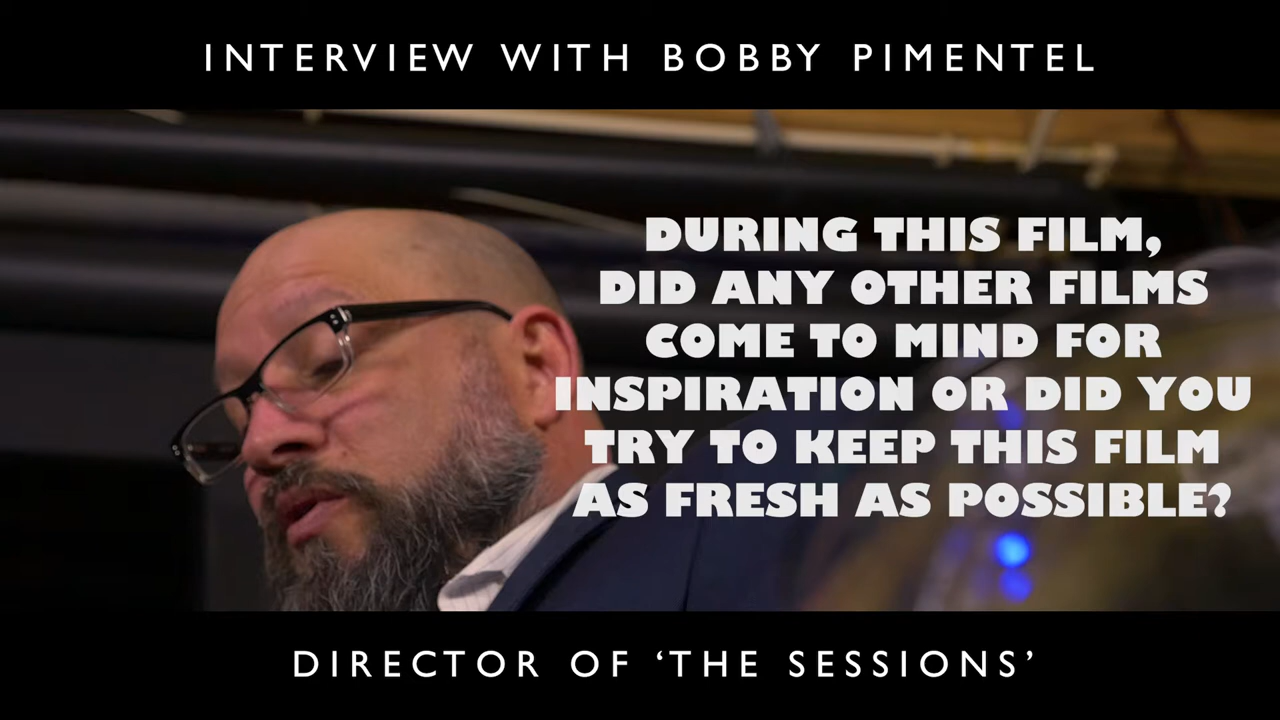 INTERVIEW WITH BOBBY PIMENTEL
DURING THIS FILM,
DID ANY OTHER FILMS
COME TO MIND FOR
INSPIRATION OR DID YOU
TRY TO KEEP THIS FILM
AS FRESH AS POSSIBLE?
DIRECTOR OF ‘THE SESSIONS’